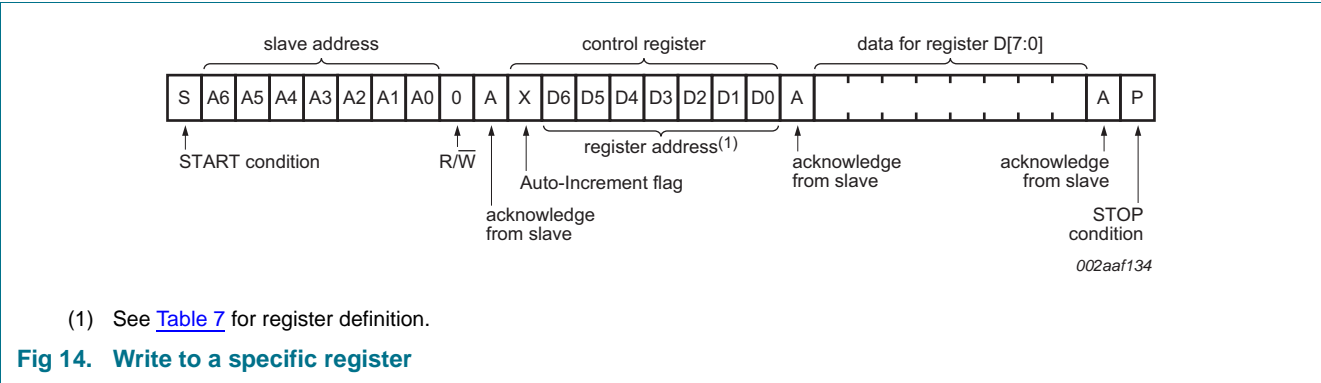 slave address control register data for register D[7:0]
S A6 A5 A4 A3 A2 A1 A0 0 A X D6 D5 D4 D3 D2 D1 D0 A A P
register address(1)
START condition R/W acknowledge from slave acknowledge from slave
Auto-Increment flag
acknowledge from slave
STOP condition
002aaf134
(1) See Table 7 for register definition.
Fig 14. Write to a specific register